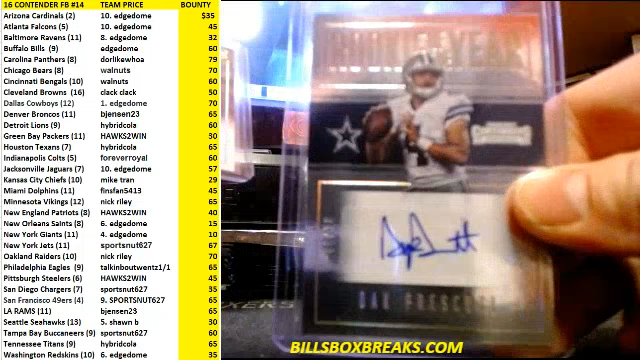 16 CONTENDER FB #14 TEAM PRICE BOUNTY
Arizona Cardinals (2) 10. edgedome $35
Atlanta Falcons (5) 10. edgedome 45
Baltimore Ravens (11) 8. edgedome 32
Buffalo Bills (9) edgedome 60
Carolina Panthers (8) dorlikewhoa 79
Chicago Bears (8) walnuts 70
Cincinnati Bengals (10) walnuts 60
Cleveland Browns (16) clack clack 50
Dallas Cowboys (12) 1. edgedome 70
Denver Broncos (11) bjensen23 65
Detroit Lions (9) hybridcola 60
Green Bay Packers (11) HAWKS2WIN 30
Houston Texans (7) hybridcola 65
Indianapolis Colts (5) foreverroyal 60
Jacksonville Jaguars (7) 10. edgedome 57
Kansas City Chiefs (10) mike tran 29
Miami Dolphins (11) finsfan5413 45
Minnesota Vikings (12) nick riley 65
New England Patriots (8) HAWKS2WIN 40
New Orleans Saints (8) 6. edgedome 15
New York Giants (11) 4. edgedome 10
New York Jets (11) sportsnut627 67
Oakland Raiders (10) nick riley 70
Philadelphia Eagles (9) talkinboutwentz1/1 65
Pittsburgh Steelers (6) HAWKS2WIN 45
San Diego Chargers (7) sportsnut627 35
San Francisco 49ers (4) 9. SPORTSNUT627 65
LA RAMS (11) bjensen23 65
Seattle Seahawks (13) 5. shawn b 30
Tampa Bay Buccaneers (9) sportsnut627 60
Tennessee Titans (9) hybridcola 65
Washington Redskins (10) 6. edgedome 35
YEAR
DAK PRESCOTT
BILLSBOXBREAKS.COM